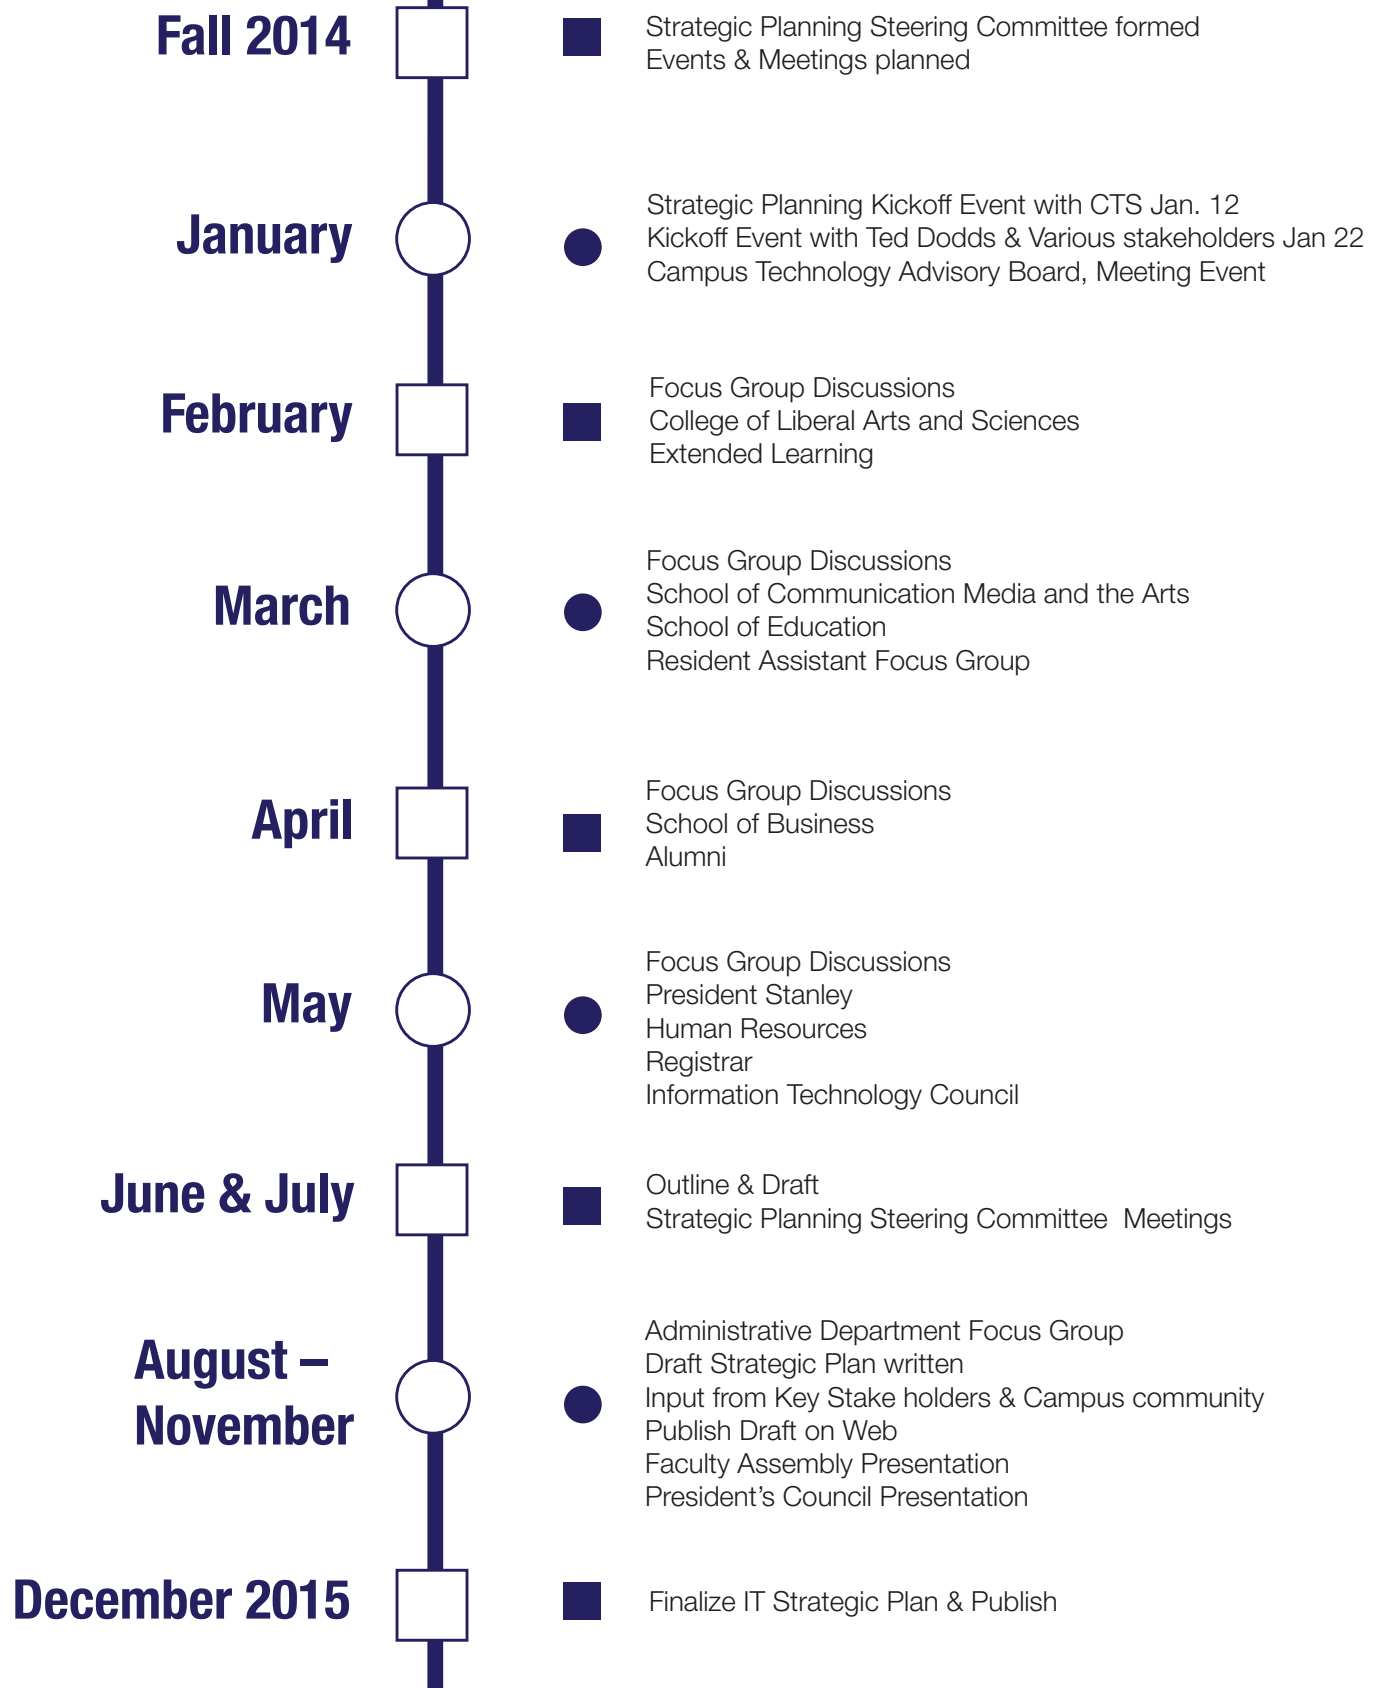 Fall 2014
Strategic Planning Steering Committee formed
Events & Meetings planned
January
Strategic Planning Kickoff Event with CTS Jan. 12
Kickoff Event with Ted Dodds & Various stakeholders Jan 22
Campus Technology Advisory Board, Meeting Event
February
Focus Group Discussions
College of Liberal Arts and Sciences
Extended Learning
March
Focus Group Discussions
School of Communication Media and the Arts
School of Education
Resident Assistant Focus Group
April
Focus Group Discussions
School of Business
Alumni
May
Focus Group Discussions
President Stanley
Human Resources
Registrar
Information Technology Council
June & July
Outline & Draft
Strategic Planning Steering Committee  Meetings
August –
November
Administrative Department Focus Group
Draft Strategic Plan written
Input from Key Stake holders & Campus community
Publish Draft on Web
Faculty Assembly Presentation
President’s Council Presentation
December 2015
Finalize IT Strategic Plan & Publish